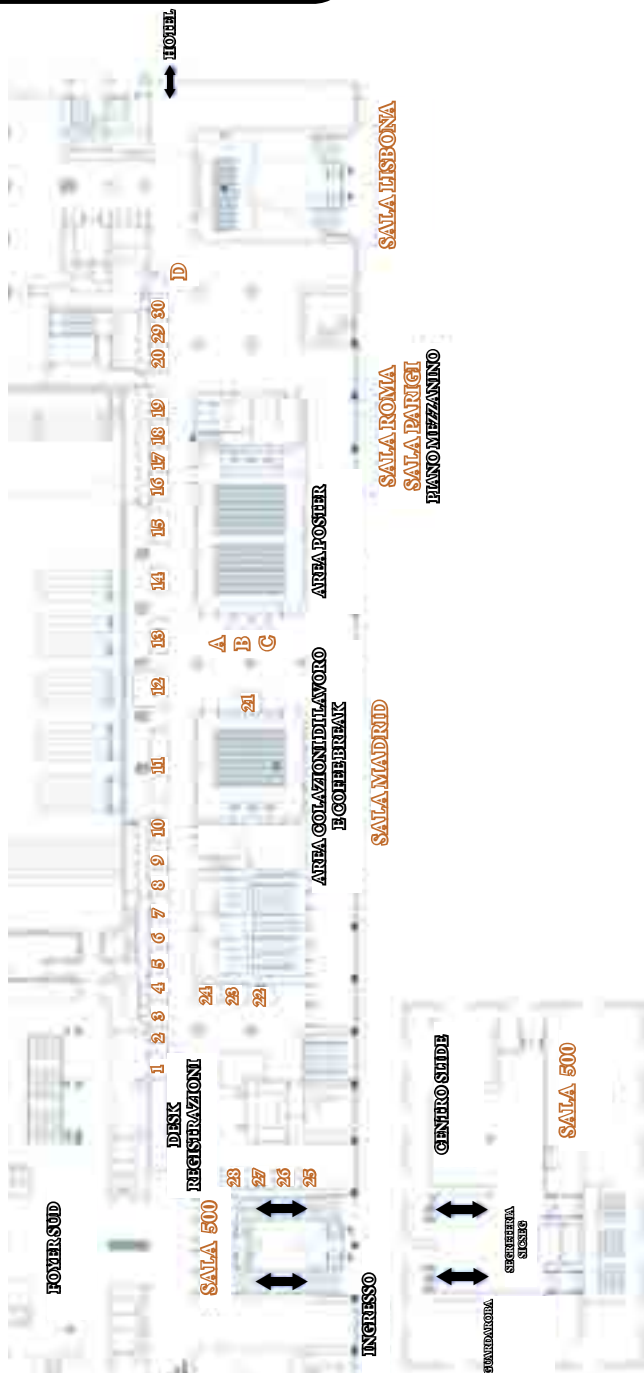 FOYER SUD
1 2 3 4 5 6 7 8 9 10 11 12 13 14 15 16 17 18 19 20 29 30
HOTEL
D
DESK
REGISTRAZIONI
SALA 500
28
27
26
25
24
23
22
21
A
B
C
AREA COLAZIONI DI LAVORO
E COFFE BREAK
AREA POSTER
INGRESSO
SALA MADRID
SALA ROMA
SALA PARIGI
PIANO MEZZANINO
SALA LISBONA
CENTRO SLIDE
GUARDAROBA
SEGRETERIA
SICSEG
SALA 500